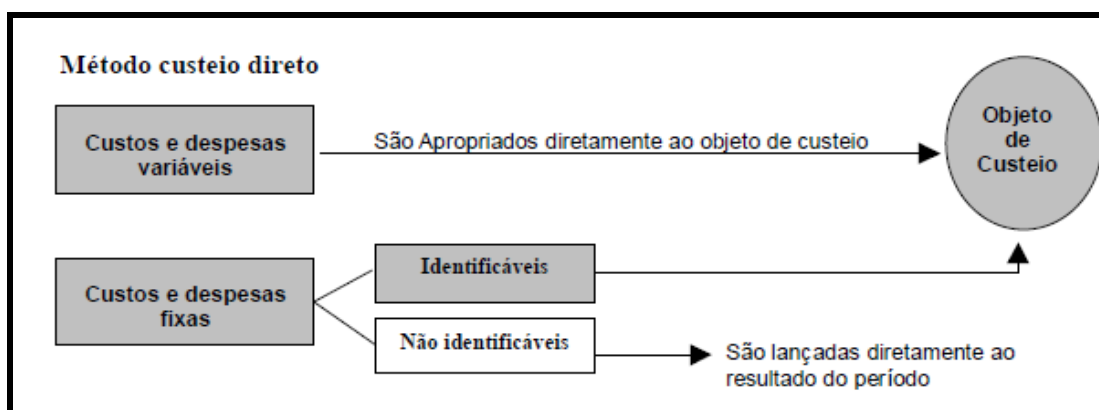 Método custeio direto
Custos e despesas
variáveis
São Apropriados diretamente ao objeto de custeio
Objeto
de
Custeio
Custos e despesas
fixas
Identificáveis
Não identificáveis
São lançadas diretamente ao
resultado do período